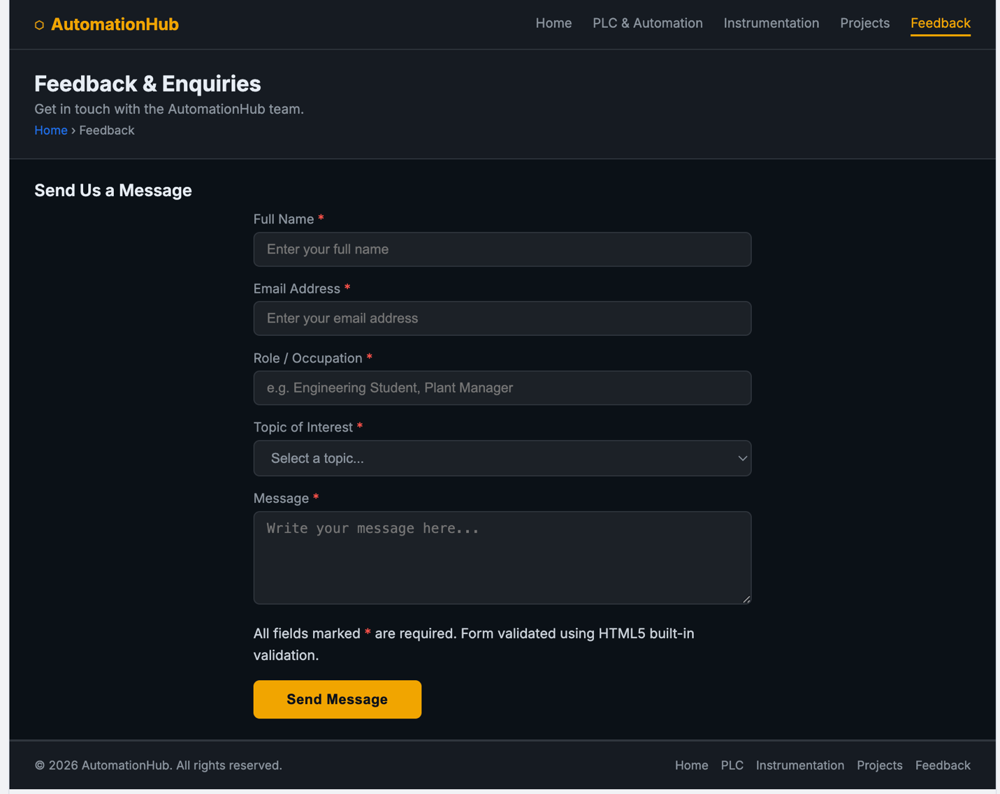 AutomationHub
Home PLC & Automation Instrumentation Projects Feedback
Feedback & Enquiries
Get in touch with the AutomationHub team.
Home › Feedback
Send Us a Message
Full Name *
Enter your full name
Email Address *
Enter your email address
Role / Occupation *
e.g. Engineering Student, Plant Manager
Topic of Interest *
Select a topic...
Message *
Write your message here...
All fields marked * are required. Form validated using HTML5 built-in
validation.
Send Message
© 2026 AutomationHub. All rights reserved.
Home PLC Instrumentation Projects Feedback